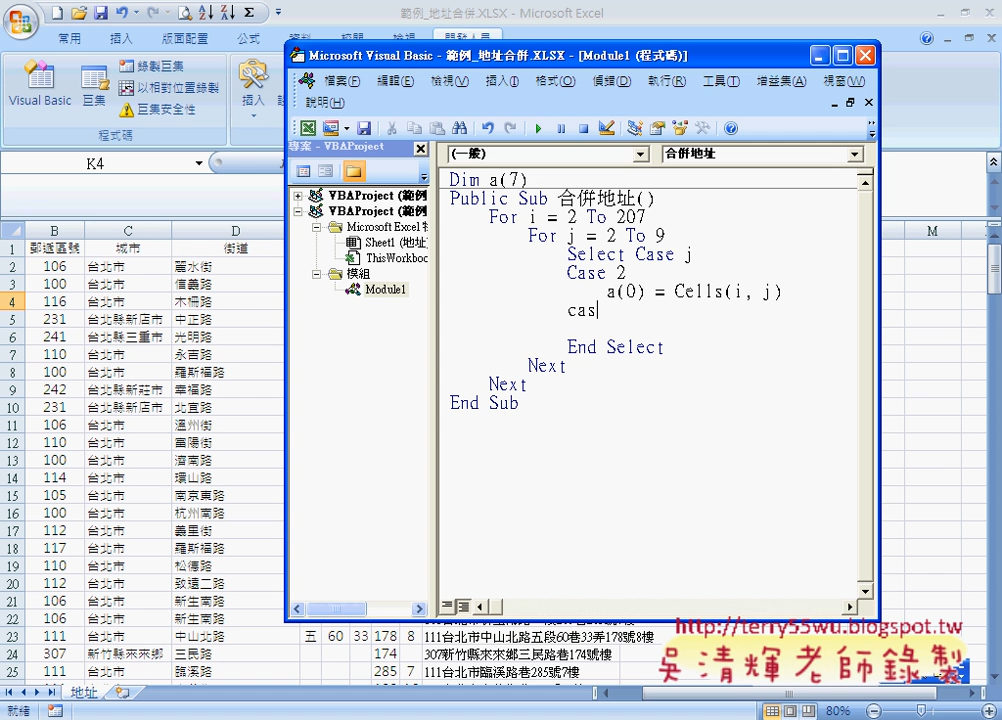 範例_地址合併.XLSX - Microsoft Excel
常用 插入 版面配置 公式
Visual Basic
巨集
錄製巨集
以相對位置錄製
巨集安全性
插入
程式碼
K4
Microsoft Visual Basic - 範例_地址合併.XLSX - [Module1 (程式碼)]
檔案(F) 編輯(E) 檢視(V) 插入(I) 格式(O) 偵錯(D) 執行(R) 工具(T) 增益集(A) 視窗(W)
說明(H)
專案 - VBAProject
VBAProject (範例
VBAProject (範例
Microsoft Excel
Sheet1 (地址
ThisWorkboo
模組
Module1
(一般) 合併地址
Dim a(7)
Public Sub 合併地址()
For i = 2 To 207
For j = 2 To 9
Select Case j
Case 2
a(0) = Cells(i, j)
cas
End Select
Next
Next
End Sub
B C D M
1 郵遞區號 城市 街道
2 106 台北市 麗水街
3 100 台北市 信義路
4 116 台北市 木柵路
5 231 台北縣新店市 中正路
6 241 台北縣三重市 光明路
7 110 台北市 永吉路
8 100 台北市 羅斯福路
9 242 台北縣新莊市 幸福路
10 231 台北縣新店市 北宜路
11 106 台北市 溫州街
12 110 台北市 富陽街
13 100 台北市 濟南路
14 114 台北市 環山路
15 105 台北市 南京東路
16 100 台北市 杭州南路
17 112 台北市 義里街
18 117 台北市 羅斯福路
19 110 台北市 松德路
20 112 台北市 致遠二路
21 106 台北市 新生南路
22 106 台北市 新生南路
23 111 台北市 中山北路 五 60 33 178 8 111台北市中山北路五段60巷33弄178號8樓
24 307 新竹縣來來鄉 三民路 174 307新竹縣來來鄉三民路巷174號樓
25 111 台北市 臨溪路 285 7 111台北市臨溪路巷285號7樓
http://terry55wu.blogspot.tw
吳清輝老師錄製
地址
就緒
80%